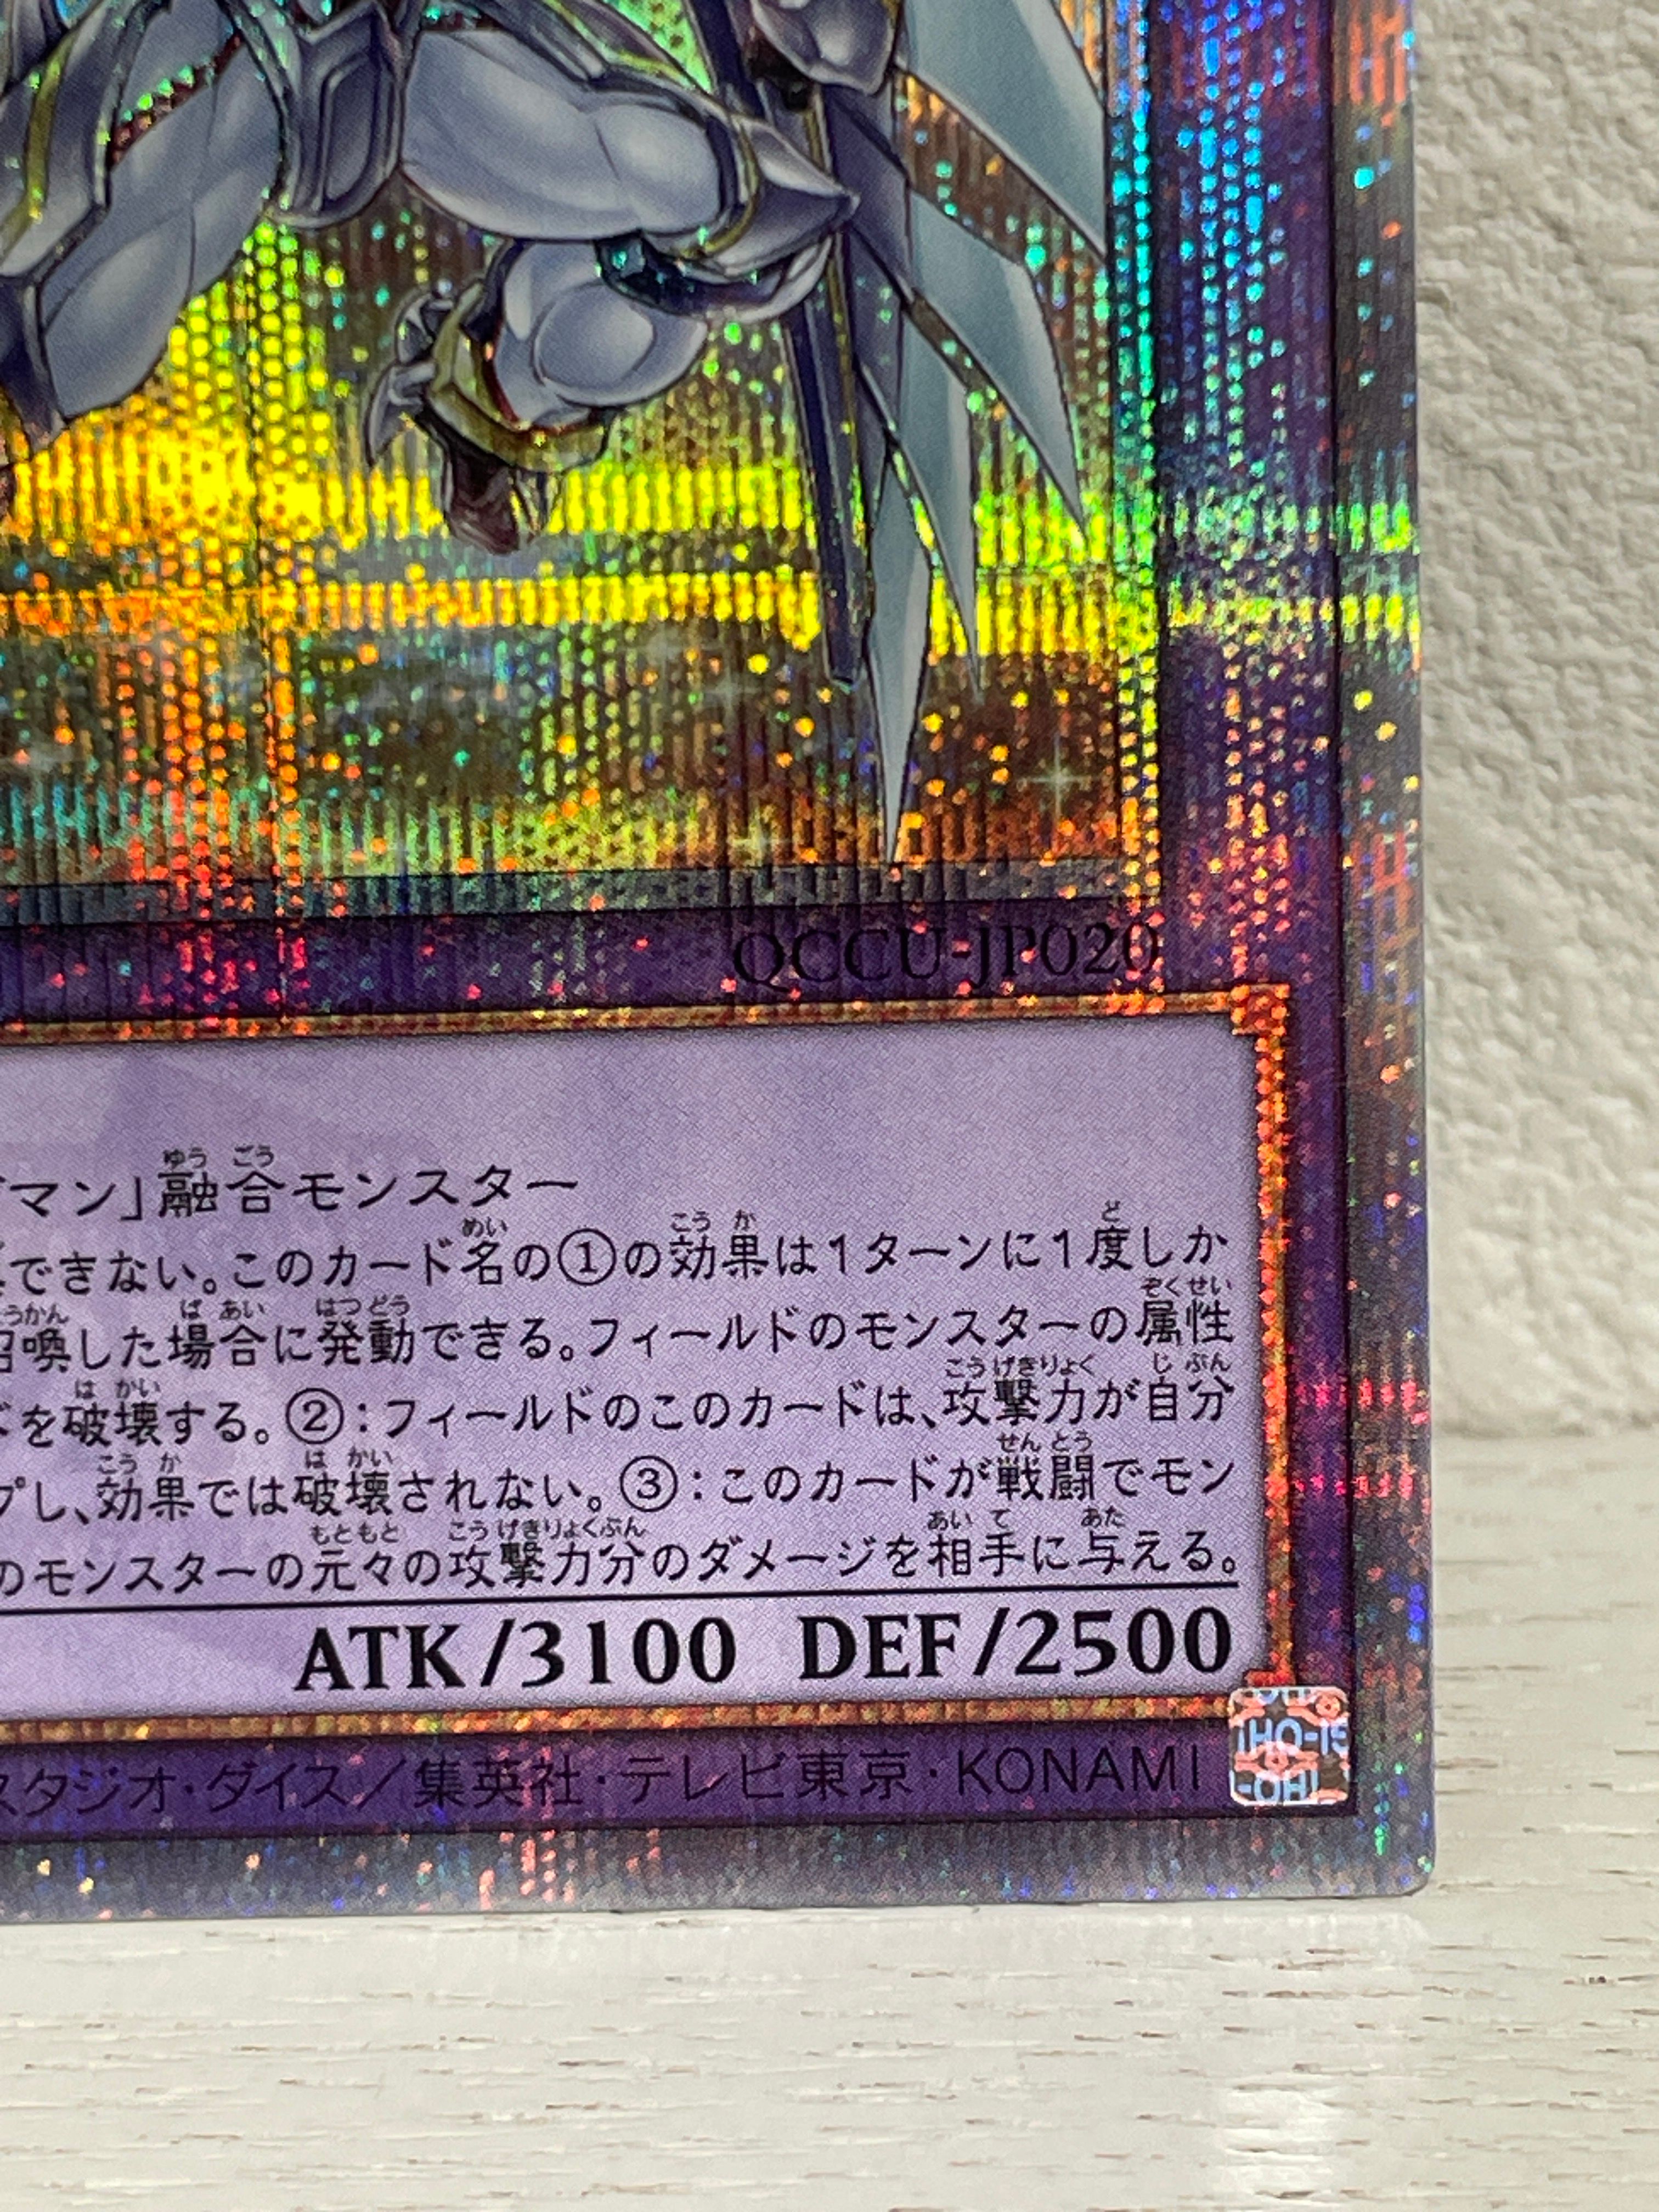 QCCU-JP020
マン」融合モンスター
できない。このカード名の①の効果は1ターンに1度しか
召喚した場合に発動できる。フィールドのモンスターの属性
ドを破壊する。②：フィールドのこのカードは、攻撃力が自分
プし、効果では破壊されない。③：このカードが戦闘でモン
のモンスターの元々の攻撃力分のダメージを相手に与える。
ATK/3100 DEF/2500
スタジオ・ダイス／集英社・テレビ東京・KONAMI